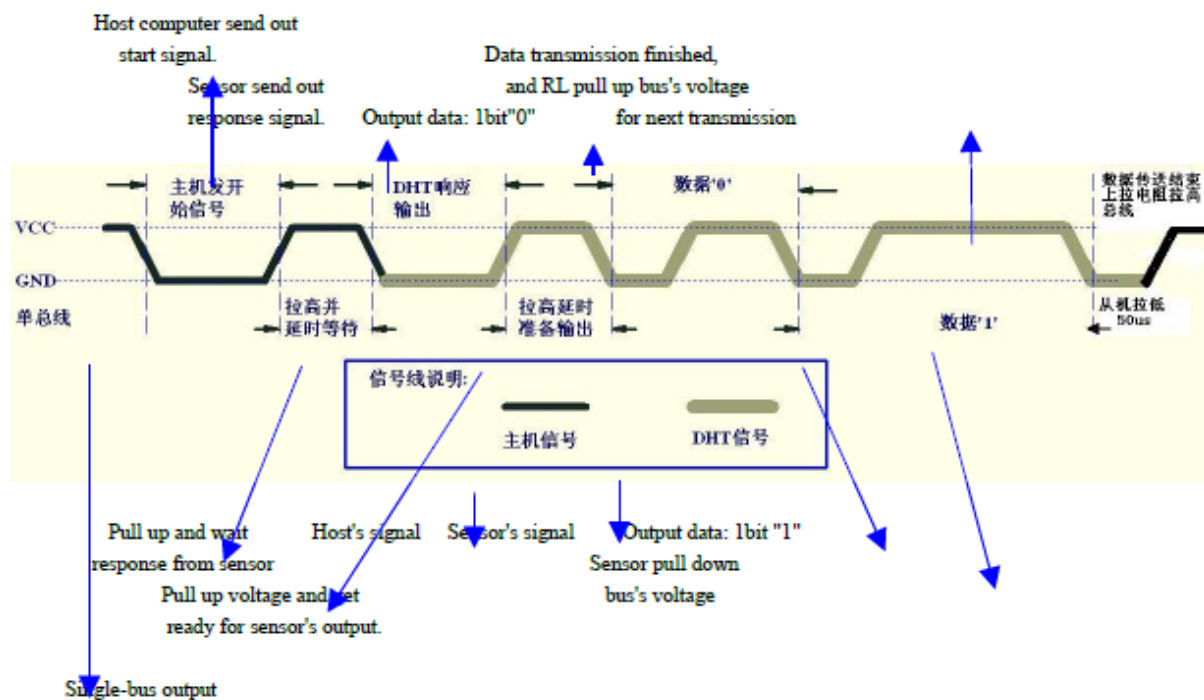 Host computer send out
start signal.
Sensor send out
response signal.
Output data: 1bit"0"
Data transmission finished,
and RL pull up bus's voltage
for next transmission
主机发开
始信号
DHT响应
输出
数据'0'
数据传送结束
上拉电阻拉高
总线
VCC
GND
单总线
拉高并
延时等待
拉高延时
准备输出
数据'1'
从机拉低
50us
信号线说明:
主机信号
DHT信号
Pull up and wait
response from sensor
Host's signal
Sensor's signal
Output data: 1bit "1"
Sensor pull down
bus's voltage
Pull up voltage and get
ready for sensor's output.
Single-bus output